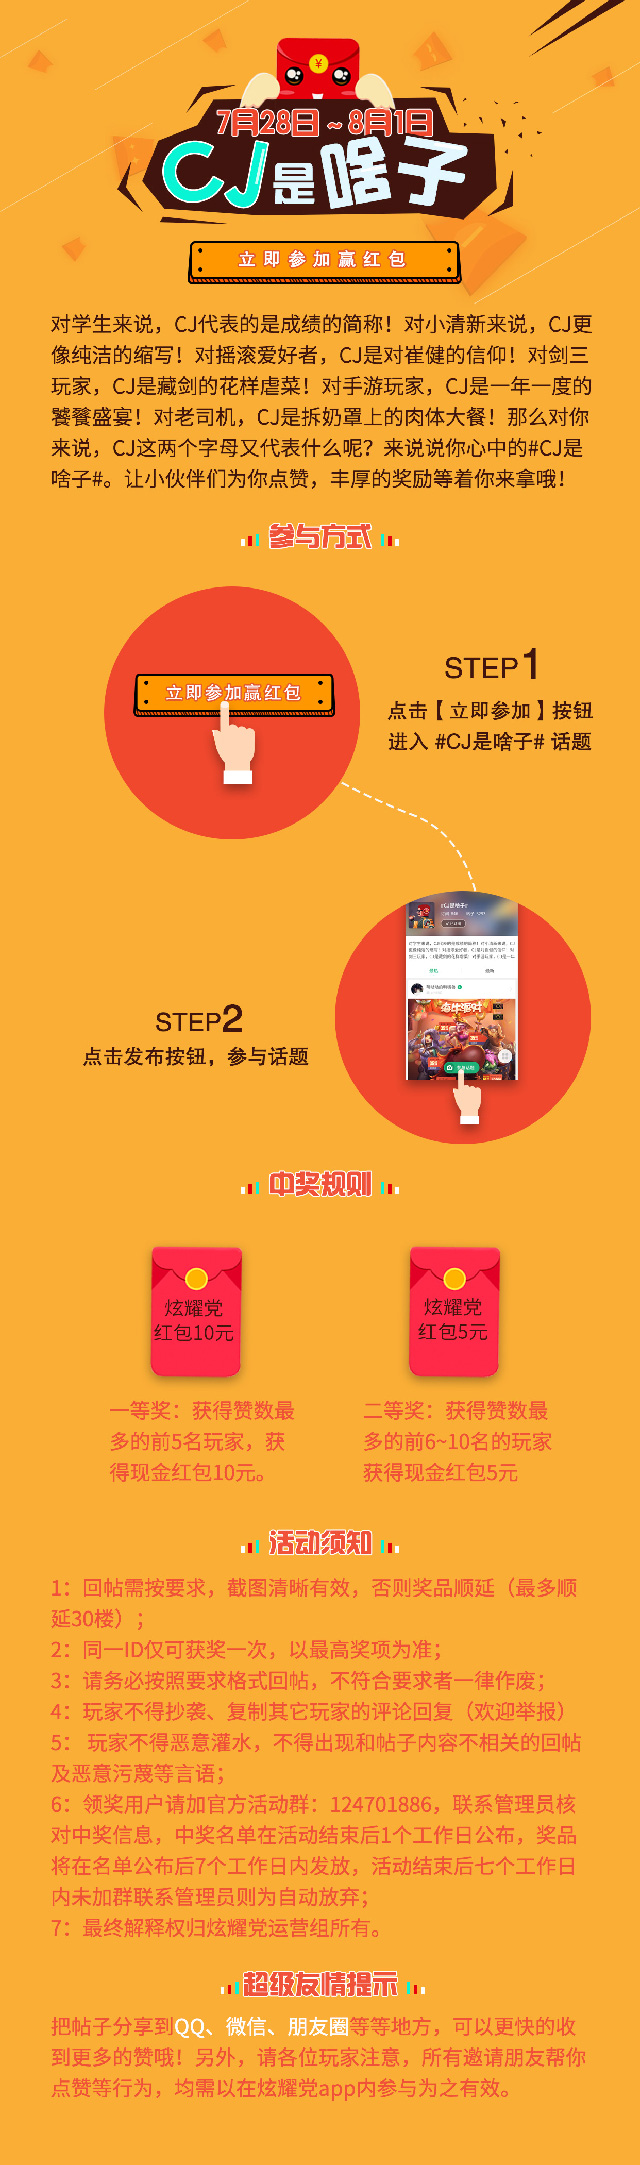 7月28日~8月1日
CJ是啥子
立即参加赢红包
对学生来说，CJ代表的是成绩的简称！对小清新来说，CJ更
像纯洁的缩写！对摇滚爱好者，CJ是对崔健的信仰！对剑三
玩家，CJ是藏剑的花样虐菜！对手游玩家，CJ是一年一度的
饕餮盛宴！对老司机，CJ是拆奶罩上的肉体大餐！那么对你
来说，CJ这两个字母又代表什么呢？来说说你心中的#CJ是
啥子#。让小伙伴们为你点赞，丰厚的奖励等着你来拿哦！
参与方式
立即参加赢红包
STEP1
点击【立即参加】按钮
进入 #CJ是啥子# 话题
#CJ是啥子#
STEP2
点击发布按钮，参与话题
中奖规则
炫耀党
红包10元
炫耀党
红包5元
一等奖：获得赞数最
多的前5名玩家，获
得现金红包10元。
二等奖：获得赞数最
多的前6~10名的玩家
获得现金红包5元
活动须知
1：回帖需按要求，截图清晰有效，否则奖品顺延（最多顺
延30楼）；
2：同一ID仅可获奖一次，以最高奖项为准；
3：请务必按照要求格式回帖，不符合要求者一律作废；
4：玩家不得抄袭、复制其它玩家的评论回复（欢迎举报）
5： 玩家不得恶意灌水，不得出现和帖子内容不相关的回帖
及恶意污蔑等言语；
6：领奖用户请加官方活动群：124701886，联系管理员核
对中奖信息，中奖名单在活动结束后1个工作日公布，奖品
将在名单公布后7个工作日内发放，活动结束后七个工作日
内未加群联系管理员则为自动放弃；
7：最终解释权归炫耀党运营组所有。
超级友情提示
把帖子分享到QQ、微信、朋友圈等等地方，可以更快的收
到更多的赞哦！另外，请各位玩家注意，所有邀请朋友帮你
点赞等行为，均需以在炫耀党app内参与为之有效。